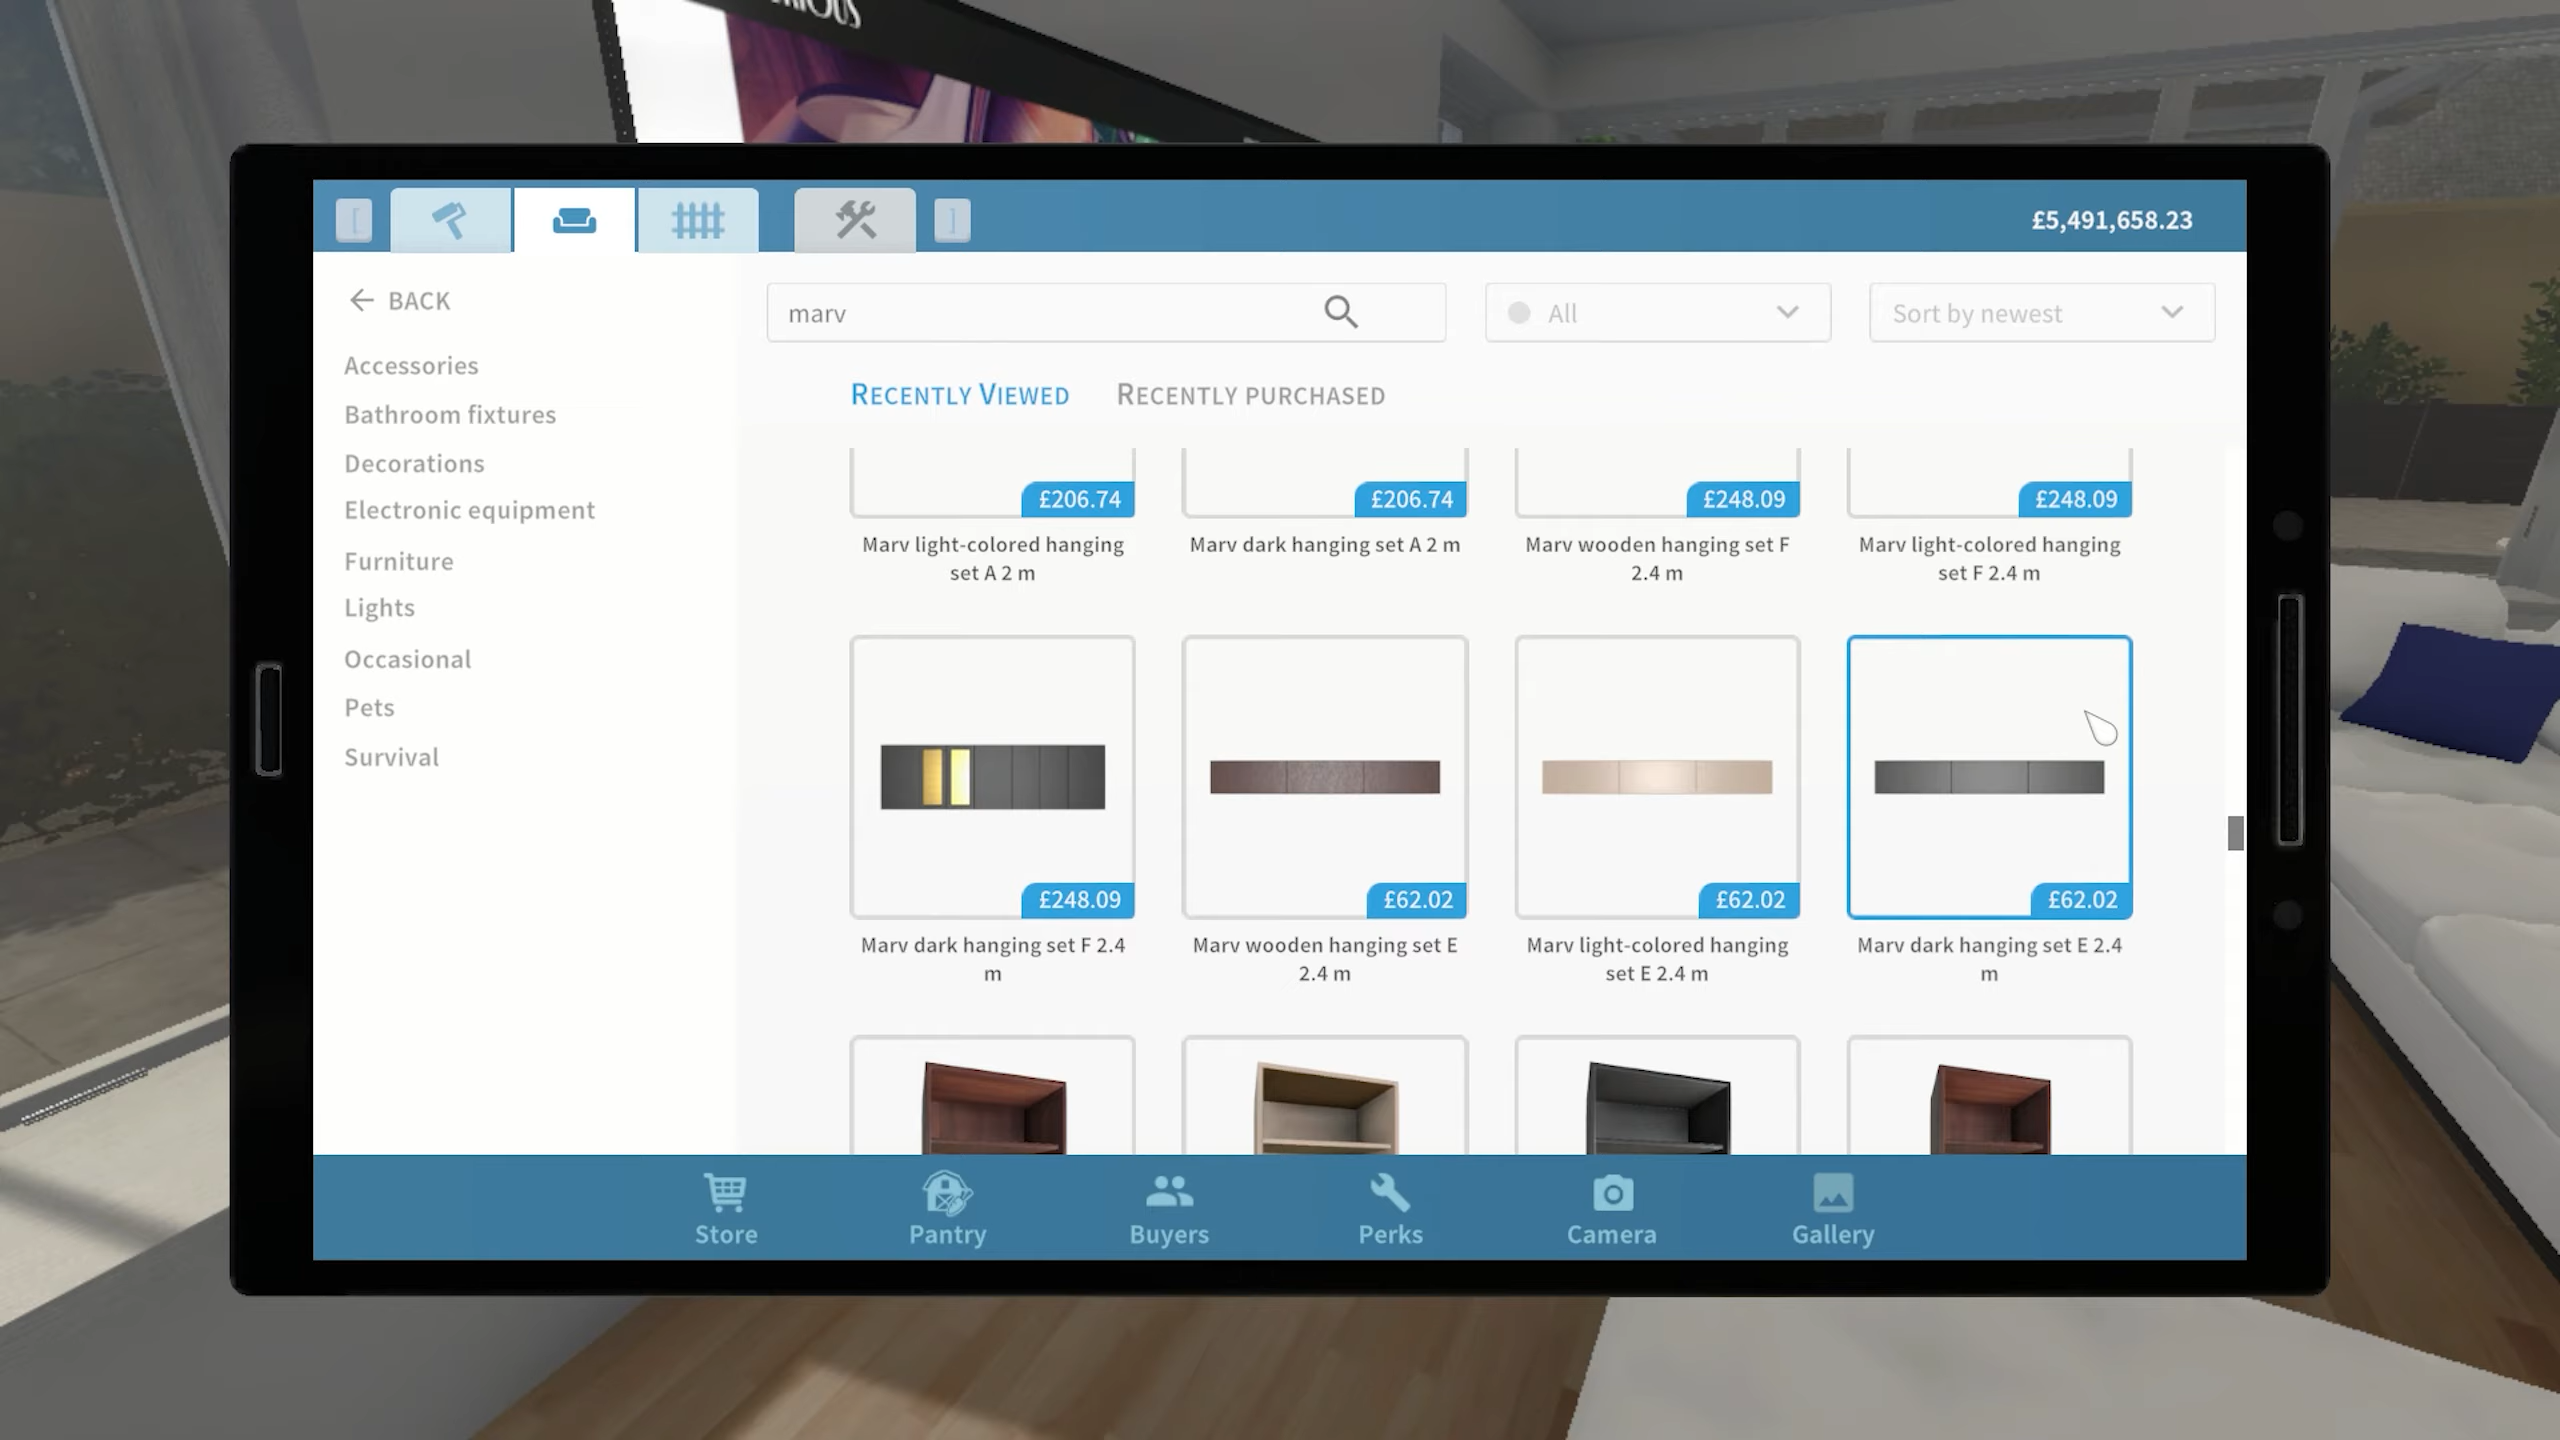 [
]
£5,491,658.23
BACK
marv
All
Sort by newest
Accessories
Bathroom fixtures
Decorations
Electronic equipment
Furniture
Lights
Occasional
Pets
Survival
RECENTLY VIEWED
RECENTLY PURCHASED
£206.74
£206.74
£248.09
£248.09
Marv light-colored hanging
set A 2 m
Marv dark hanging set A 2 m
Marv wooden hanging set F
2.4 m
Marv light-colored hanging
set F 2.4 m
£248.09
£62.02
£62.02
£62.02
Marv dark hanging set F 2.4
m
Marv wooden hanging set E
2.4 m
Marv light-colored hanging
set E 2.4 m
Marv dark hanging set E 2.4
m
Store
Pantry
Buyers
Perks
Camera
Gallery